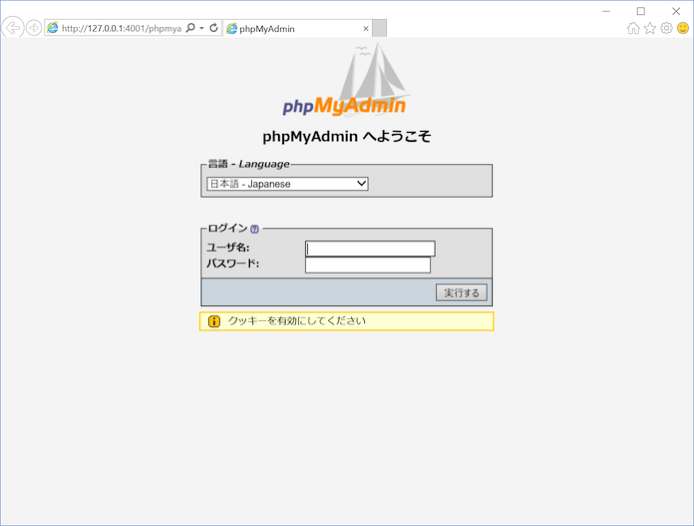 http://127.0.0.1:4001/phpmya
phpMyAdmin
phpMyAdmin
phpMyAdmin へようこそ
言語 - Language
日本語 - Japanese
ログイン
ユーザ名:
パスワード:
実行する
クッキーを有効にしてください